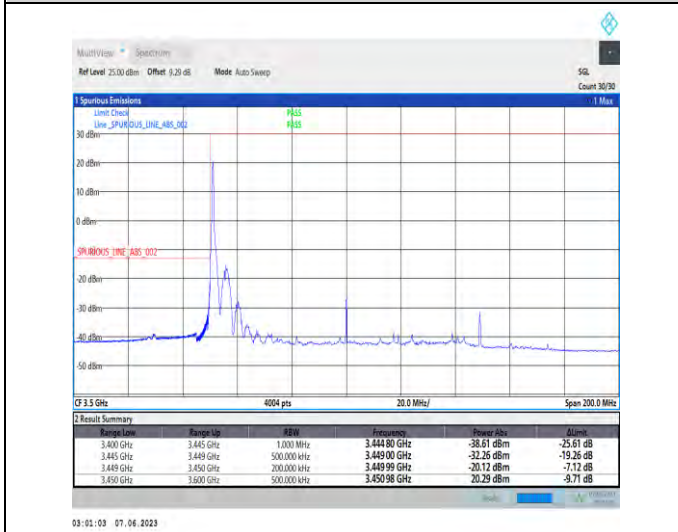 MultiView Spectrum
Ref Level 25.00 dBm Offset 9.29 dB Mode Auto Sweep SGL
Count 30/30
1 Spurious Emissions 1 Max
Limit Check PASS
Line _SPURIOUS_LINE_ABS_002 PASS
30 dBm
20 dBm
10 dBm
0 dBm
_SPURIOUS_LINE_ABS_002
-20 dBm
-30 dBm
-40 dBm
-50 dBm
CF 3.5 GHz 4004 pts 20.0 MHz/ Span 200.0 MHz
2 Result Summary
Range Low Range Up RBW Frequency Power Abs ΔLimit
3.400 GHz 3.445 GHz 1.000 MHz 3.444 80 GHz -38.61 dBm -25.61 dB
3.445 GHz 3.449 GHz 500.000 kHz 3.449 00 GHz -32.26 dBm -19.26 dB
3.449 GHz 3.450 GHz 200.000 kHz 3.449 99 GHz -20.12 dBm -7.12 dB
3.450 GHz 3.600 GHz 500.000 kHz 3.450 98 GHz 20.29 dBm -9.71 dB
03:01:03 07.06.2023